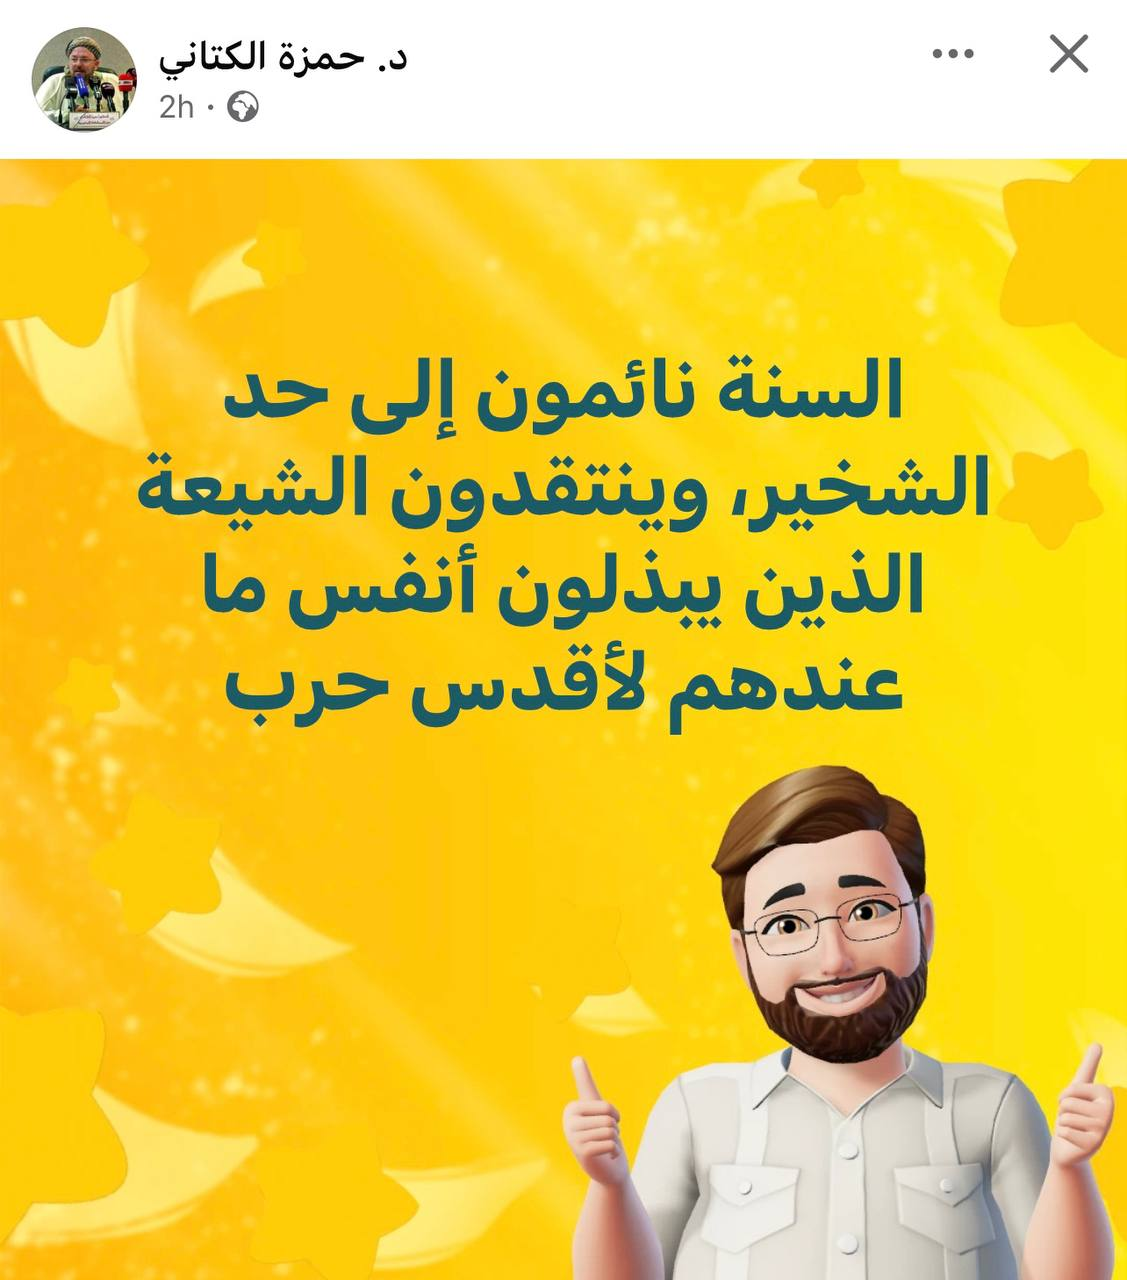 د. حمزة الكتاني
2h ·
السنة نائمون إلى حد
الشخير، وينتقدون الشيعة
الذين يبذلون أنفس ما
عندهم لأقدس حرب